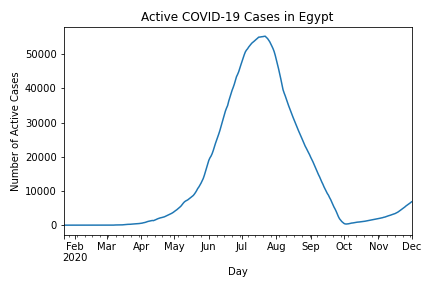 Active COVID-19 Cases in Egypt
Number of Active Cases
50000
40000
30000
20000
10000
0
Feb Mar Apr May Jun Jul Aug Sep Oct Nov Dec
2020
Day